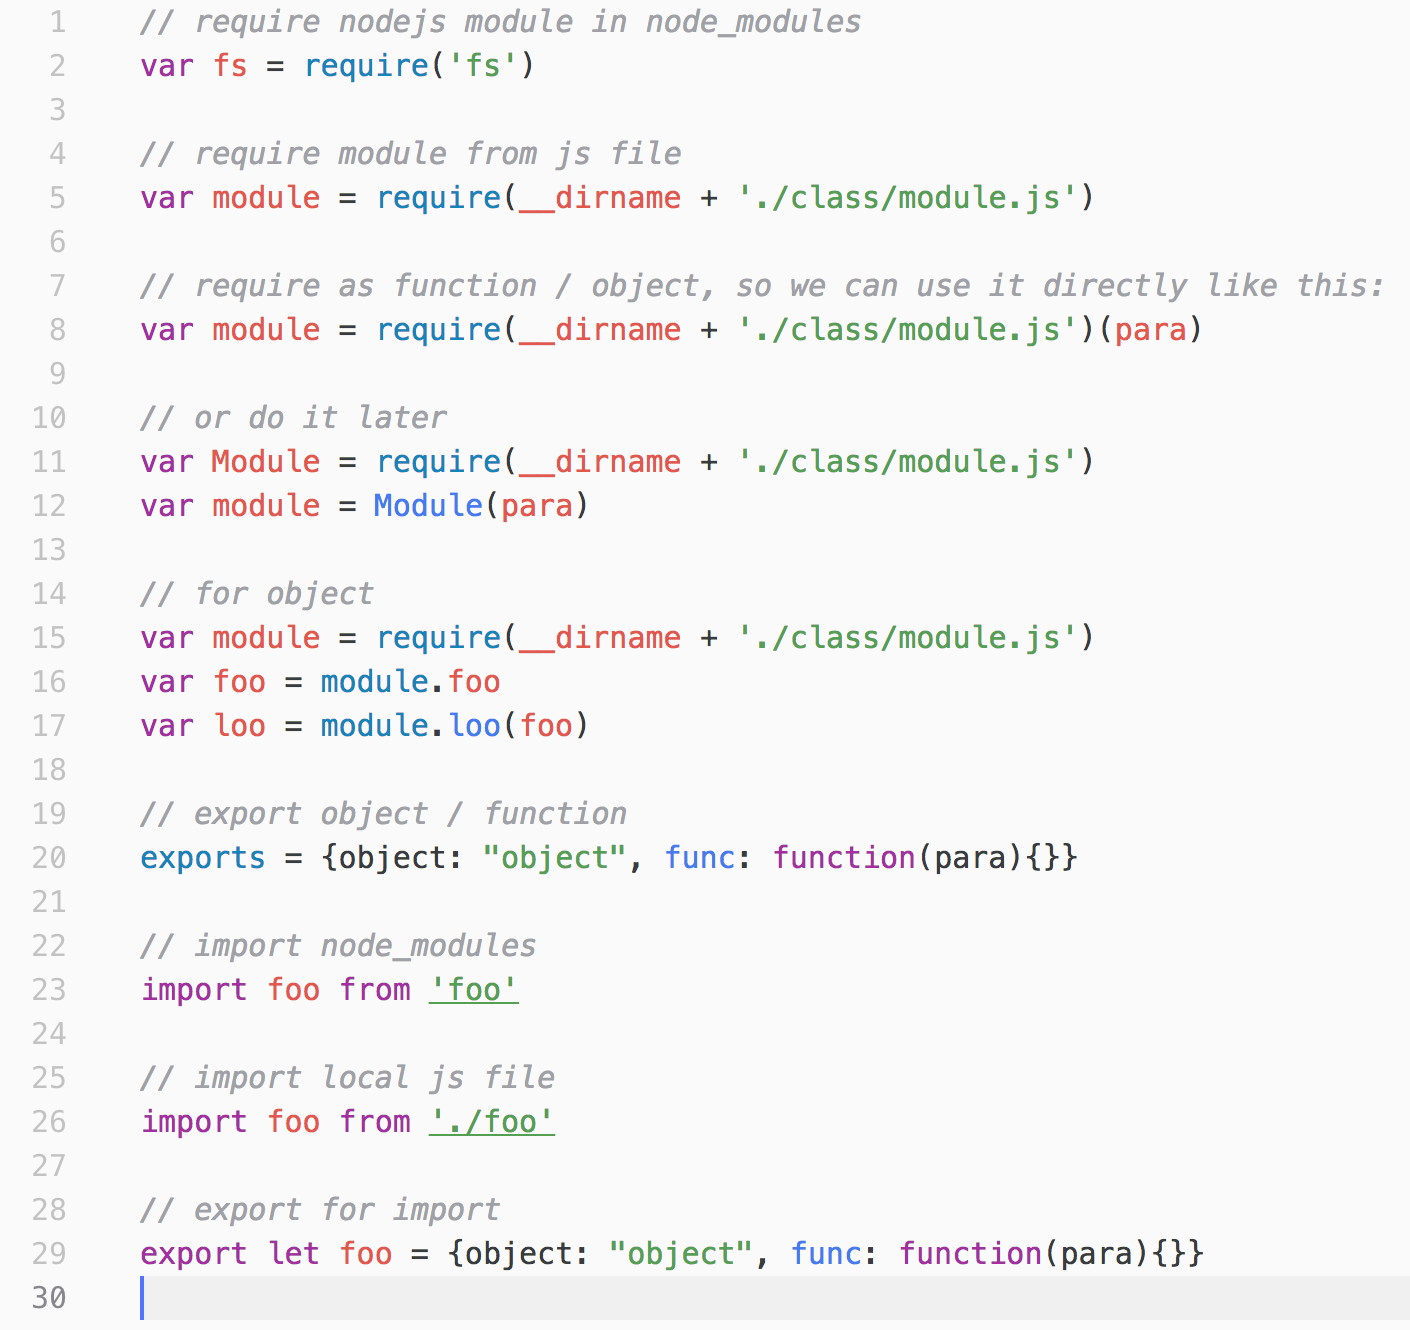 1 // require nodejs module in node_modules
2 var fs = require('fs')
3
4 // require module from js file
5 var module = require(__dirname + './class/module.js')
6
7 // require as function / object, so we can use it directly like this:
8 var module = require(__dirname + './class/module.js')(para)
9
10 // or do it later
11 var Module = require(__dirname + './class/module.js')
12 var module = Module(para)
13
14 // for object
15 var module = require(__dirname + './class/module.js')
16 var foo = module.foo
17 var loo = module.loo(foo)
18
19 // export object / function
20 exports = {object: "object", func: function(para){}}
21
22 // import node_modules
23 import foo from 'foo'
24
25 // import local js file
26 import foo from './foo'
27
28 // export for import
29 export let foo = {object: "object", func: function(para){}}
30